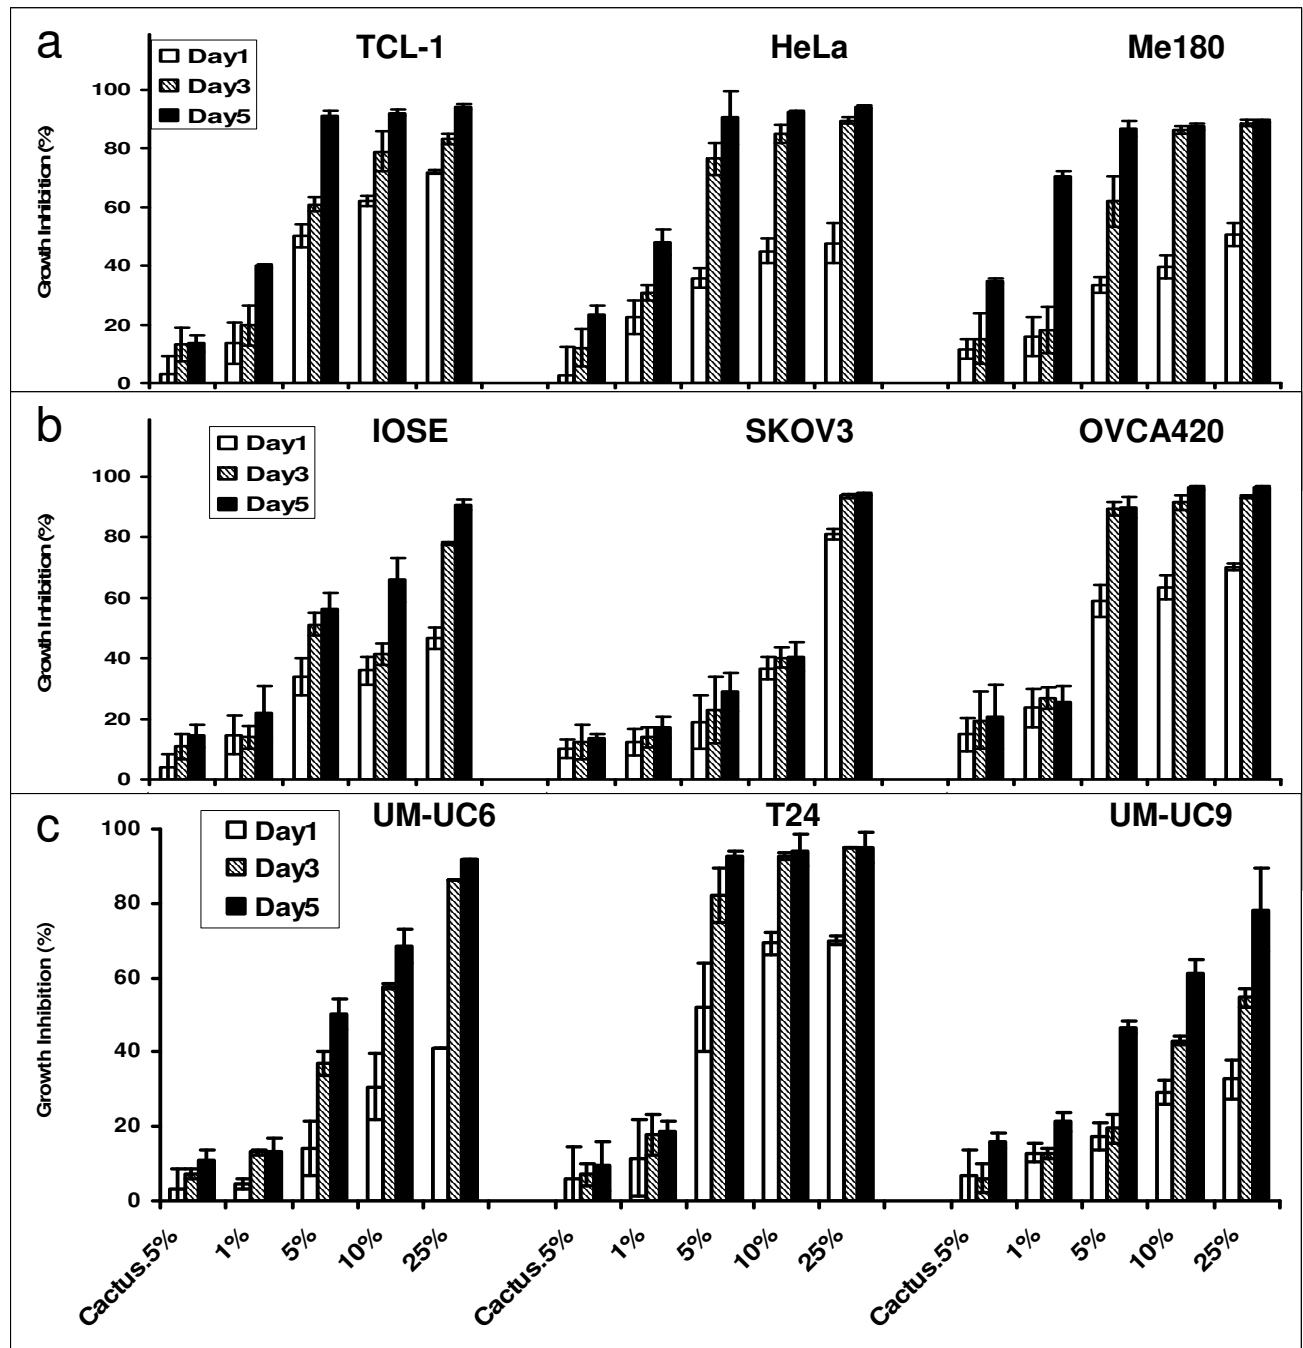 a
TCL-1
HeLa
Me180
Day1
Day3
Day5
Growth Inhibition (%)
100
80
60
40
20
0
b
IOSE
SKOV3
OVCA420
Day1
Day3
Day5
Growth Inhibition (%)
100
80
60
40
20
0
c
UM-UC6
T24
UM-UC9
Day1
Day3
Day5
Growth Inhibition (%)
100
80
60
40
20
0
Cactus.5%
1%
5%
10%
25%
Cactus.5%
1%
5%
10%
25%
Cactus.5%
1%
5%
10%
25%